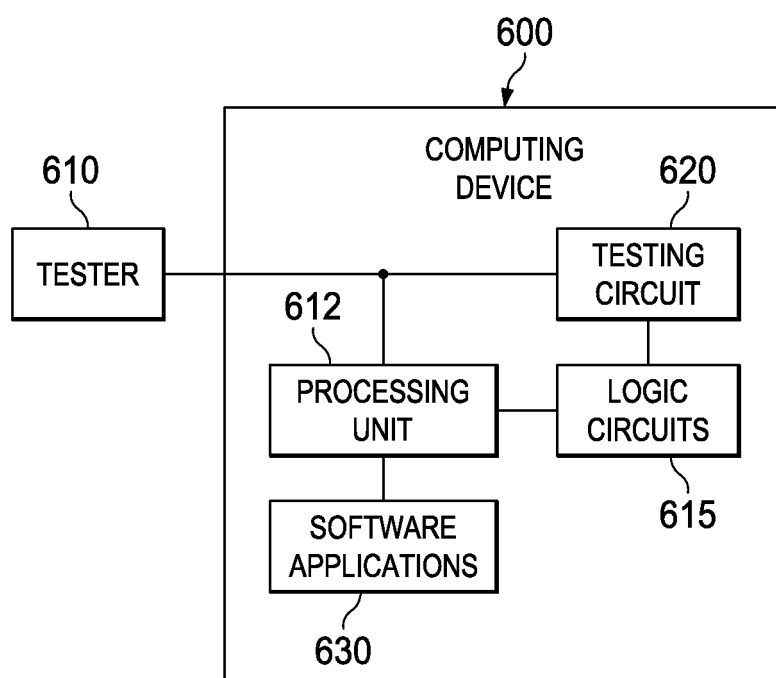 600
COMPUTING
DEVICE
610
TESTER
620
TESTING
CIRCUIT
612
PROCESSING
UNIT
LOGIC
CIRCUITS
615
SOFTWARE
APPLICATIONS
630